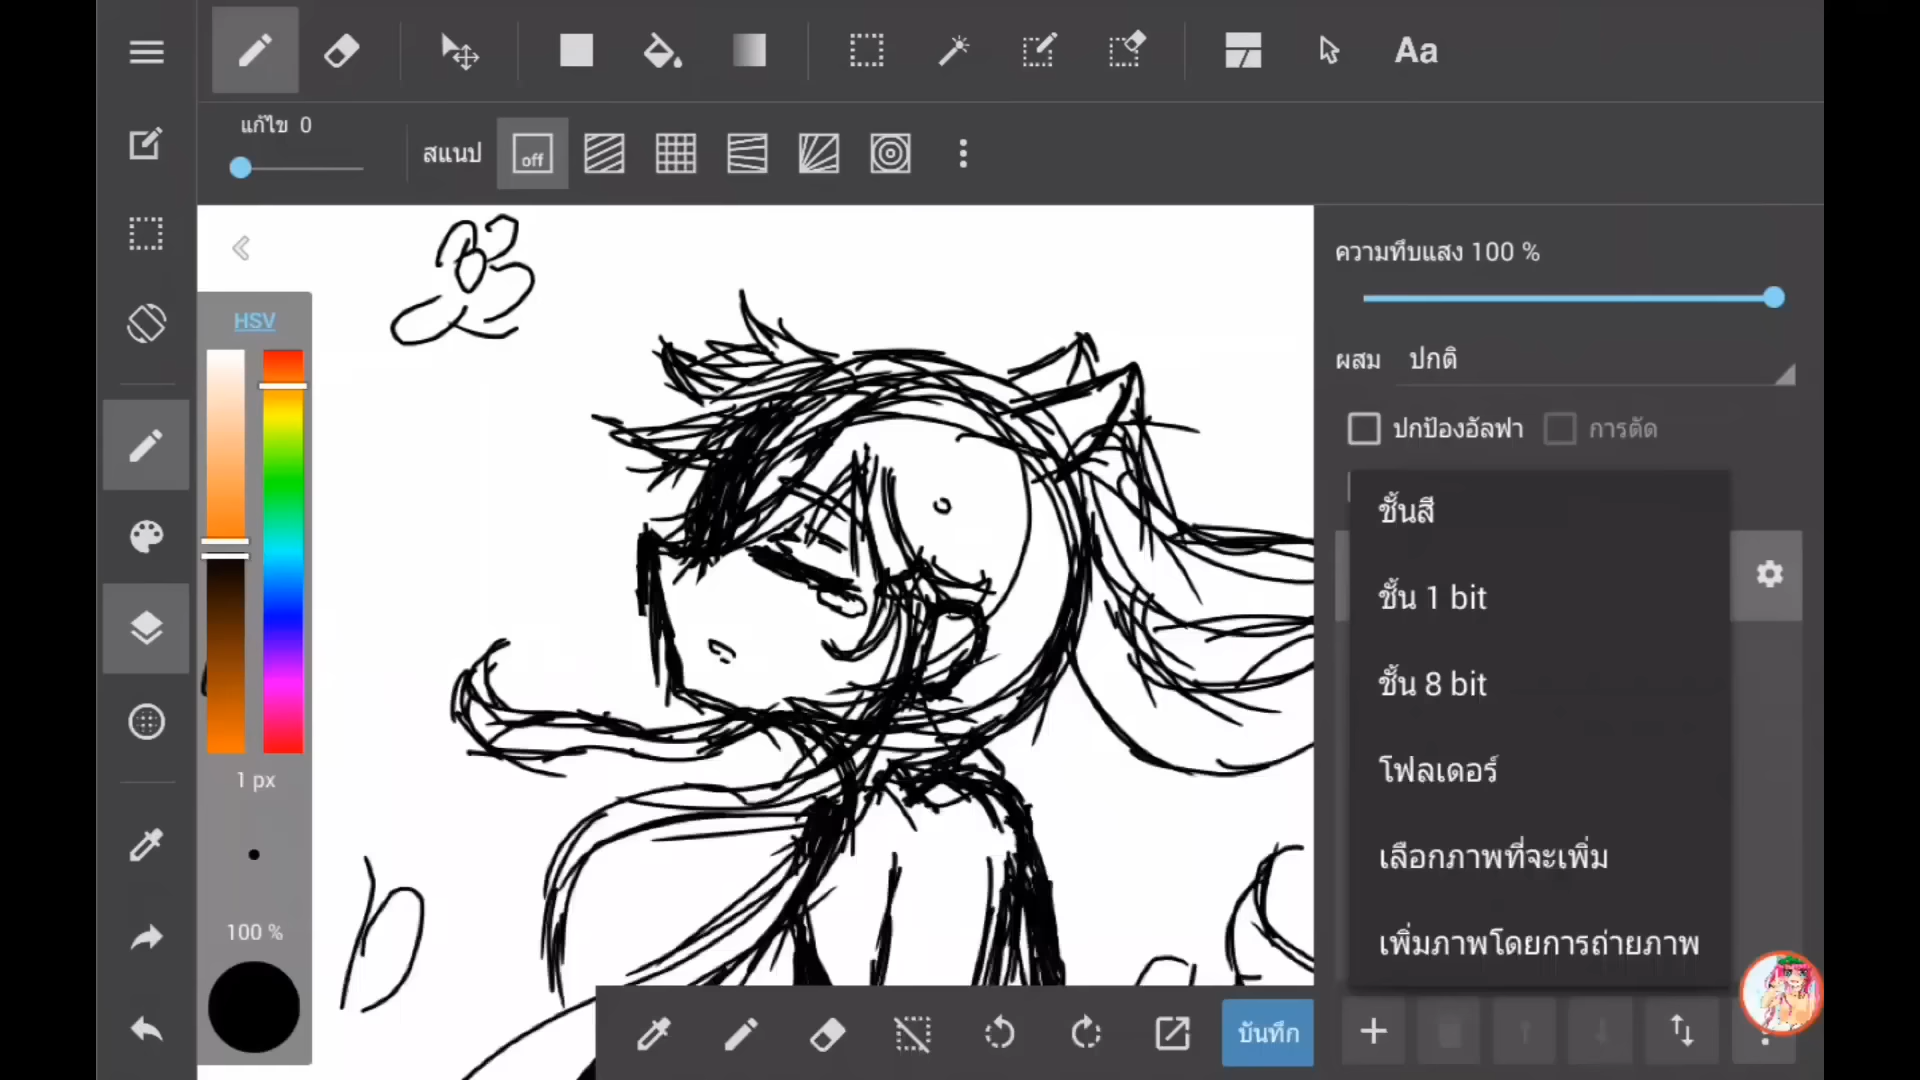 Aa
แก้ไข 0
สแนป
off
HSV
1 px
100 %
ความทึบแสง 100 %
ผสม ปกติ
ปกป้องอัลฟา
การตัด
ชั้นสี
ชั้น 1 bit
ชั้น 8 bit
โฟลเดอร์
เลือกภาพที่จะเพิ่ม
เพิ่มภาพโดยการถ่ายภาพ
บันทึก